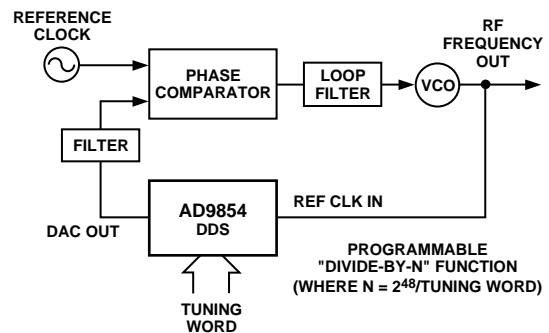 REFERENCE
CLOCK
PHASE
COMPARATOR
LOOP
FILTER
VCO
RF
FREQUENCY
OUT
FILTER
AD9854
DDS
REF CLK IN
DAC OUT
TUNING
WORD
PROGRAMMABLE
"DIVIDE-BY-N" FUNCTION
(WHERE N = 2⁴⁸/TUNING WORD)